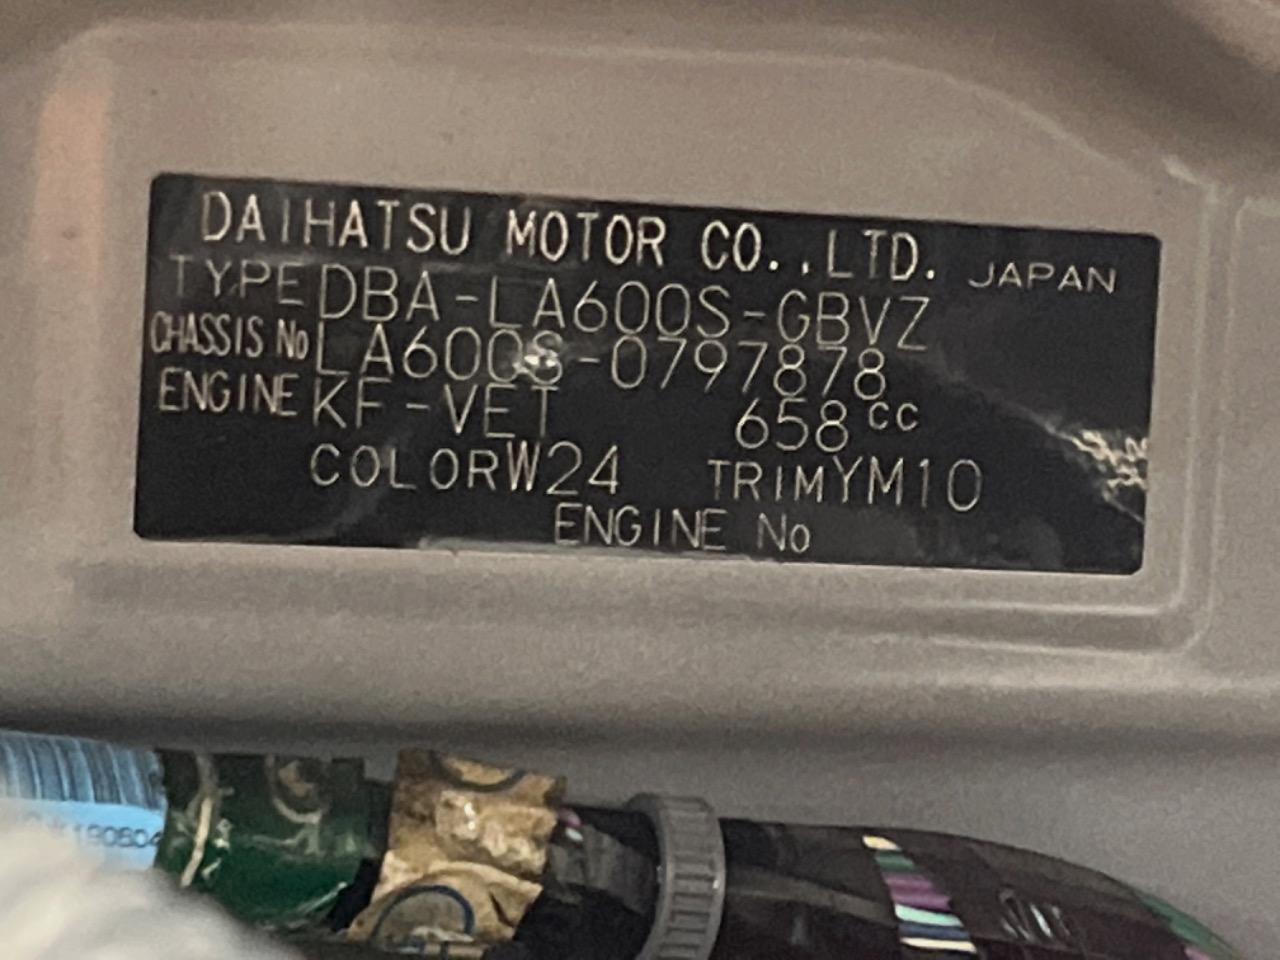 DAIHATSU MOTOR CO.,LTD. JAPAN
TYPE DBA-LA600S-GBVZ
CHASSIS No LA600S-0797878
ENGINE KF-VET 658cc
COLOR W24 TRIM YM10
ENGINE No